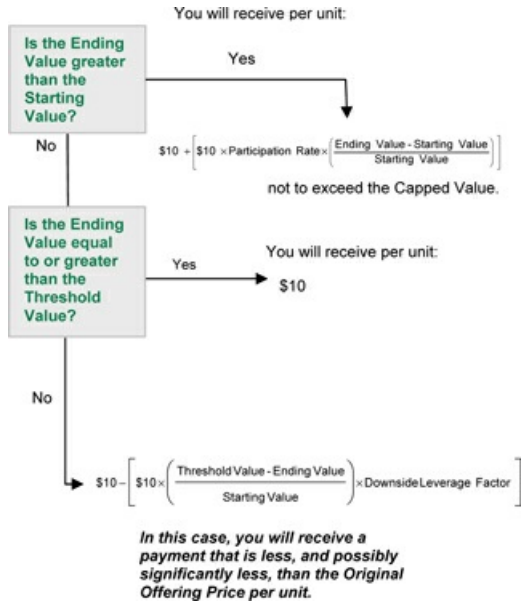 You will receive per unit:
Is the Ending
Value greater
than the
Starting
Value?
Yes
No
$10 + [$10 × Participation Rate × (Ending Value - Starting Value / Starting Value)]
not to exceed the Capped Value.
Is the Ending
Value equal
to or greater
than the
Threshold
Value?
Yes
You will receive per unit:
$10
No
$10 − [$10 × (Threshold Value - Ending Value / Starting Value) × Downside Leverage Factor]
In this case, you will receive a
payment that is less, and possibly
significantly less, than the Original
Offering Price per unit.